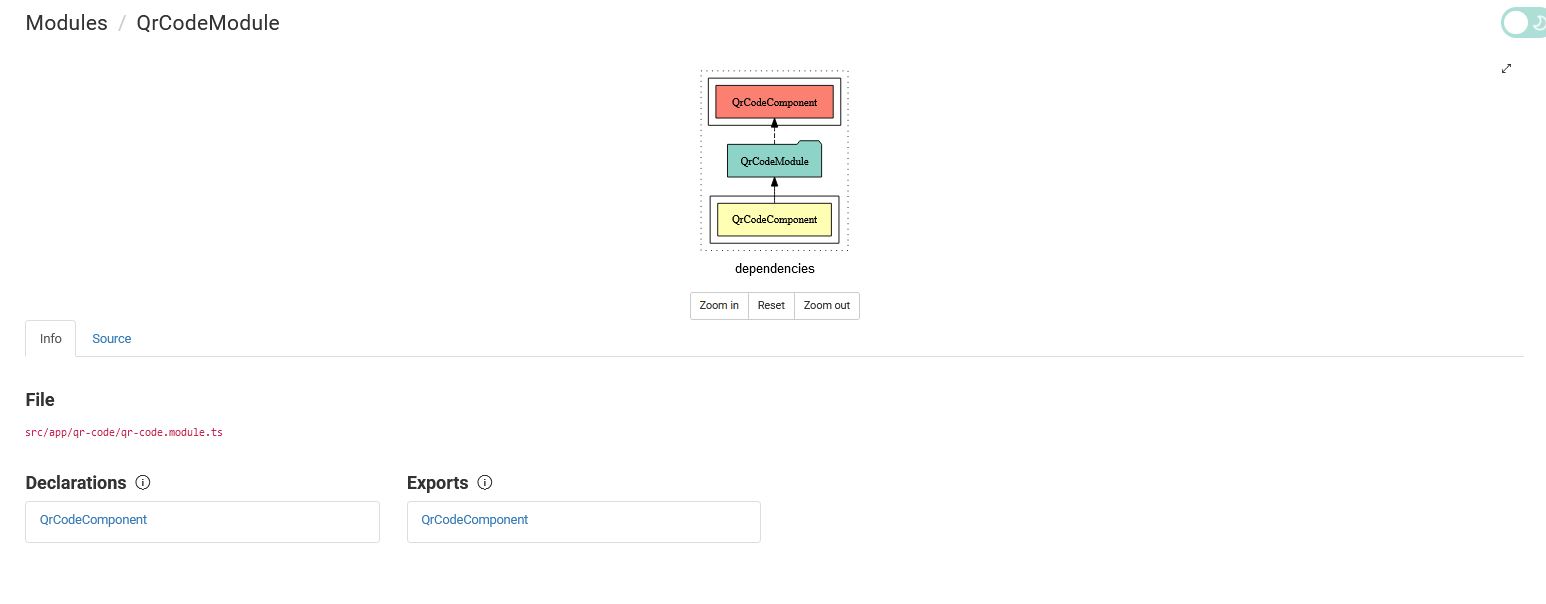 Modules / QrCodeModule
QrCodeComponent
QrCodeModule
QrCodeComponent
dependencies
Zoom in Reset Zoom out
Info Source
File
src/app/qr-code/qr-code.module.ts
Declarations Exports
QrCodeComponent QrCodeComponent